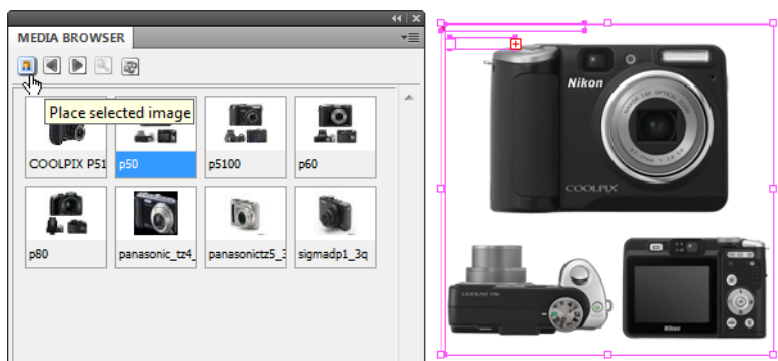 MEDIA BROWSER
Place selected image
COOLPIX P51
p50
p5100
p60
p80
panasonic_tz4_
panasonictz5_3
sigmadp1_3q
Nikon
COOLPIX
COOLPIX P50
Nikon